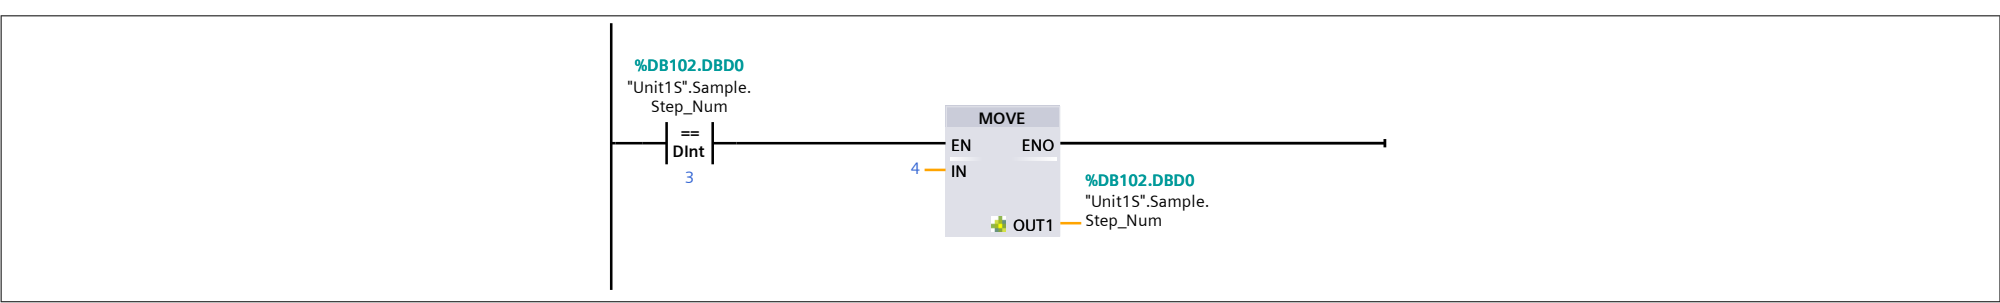 %DB102.DBD0
"Unit1S".Sample.
Step_Num
==
DInt
3
MOVE
EN ENO
4 IN
%DB102.DBD0
"Unit1S".Sample.
Step_Num
OUT1